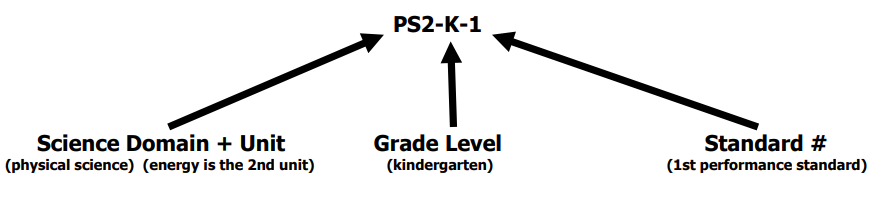 PS2-K-1
Science Domain + Unit
(physical science) (energy is the 2nd unit)
Grade Level
(kindergarten)
Standard #
(1st performance standard)